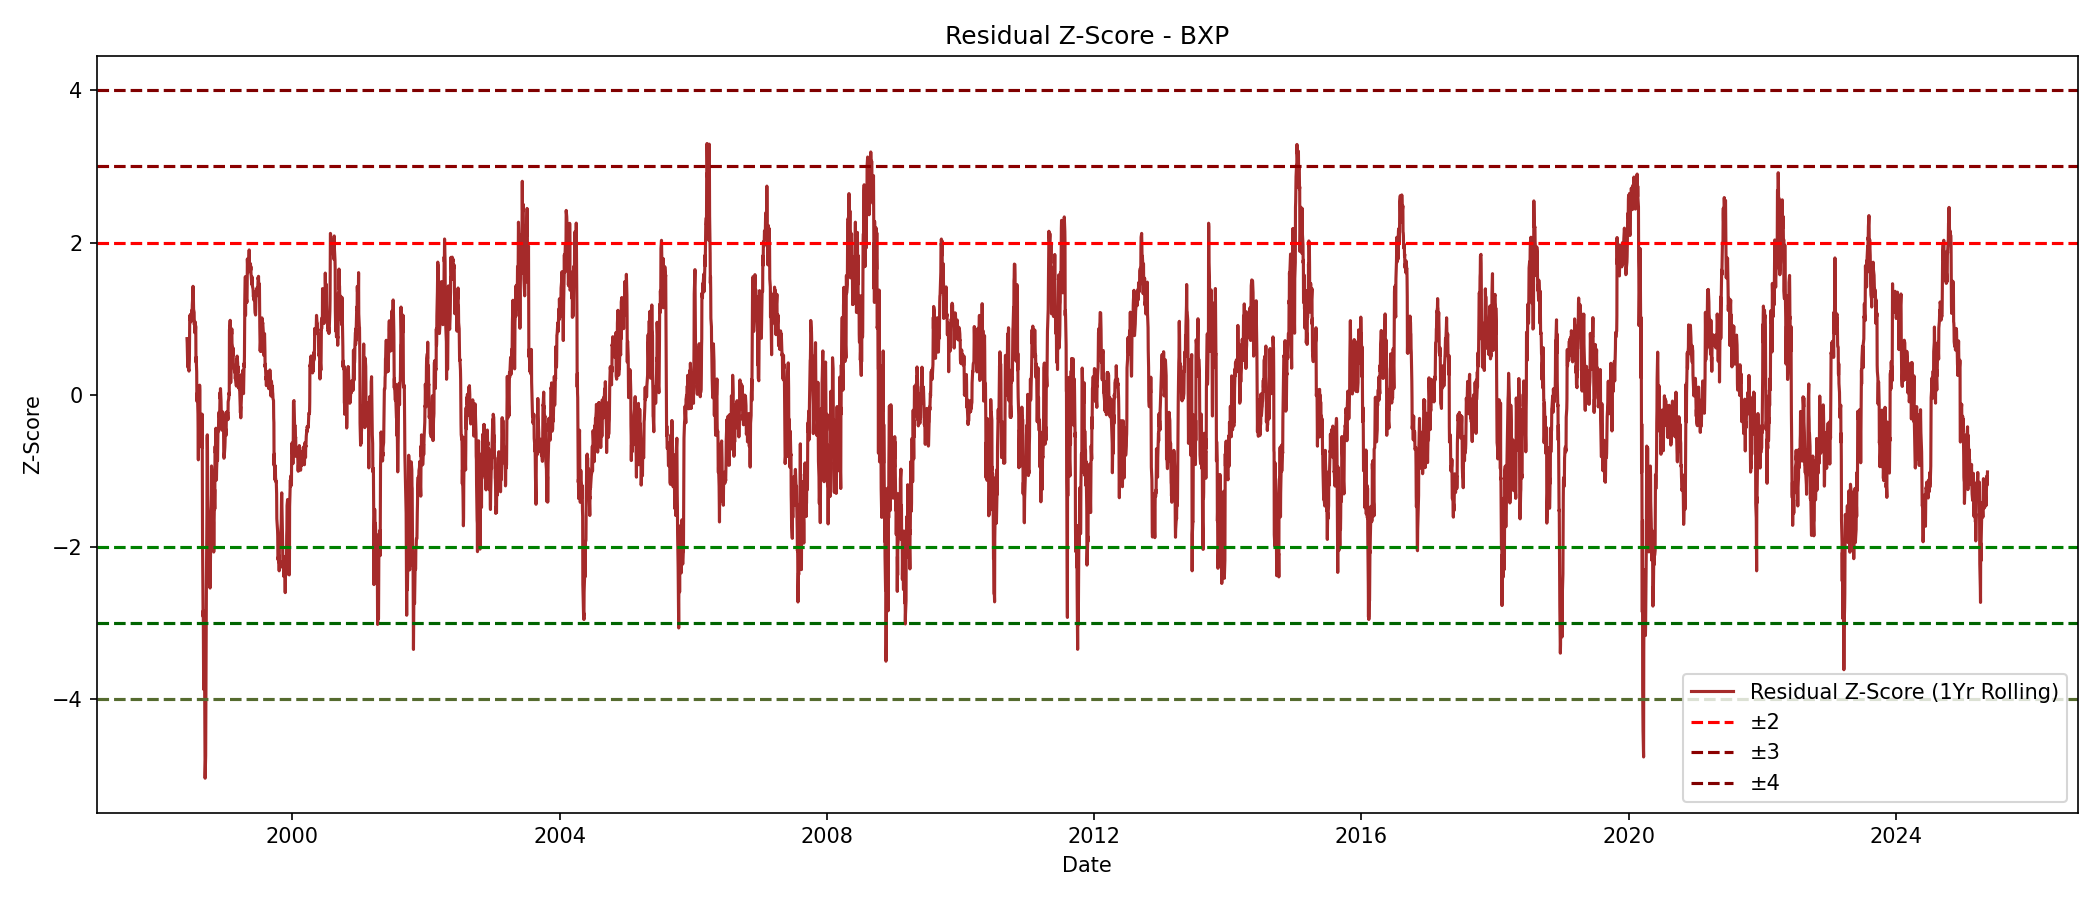 Residual Z-Score - BXP
Z-Score
4
2
0
−2
−4
Residual Z-Score (1Yr Rolling)
±2
±3
±4
2000 2004 2008 2012 2016 2020 2024
Date